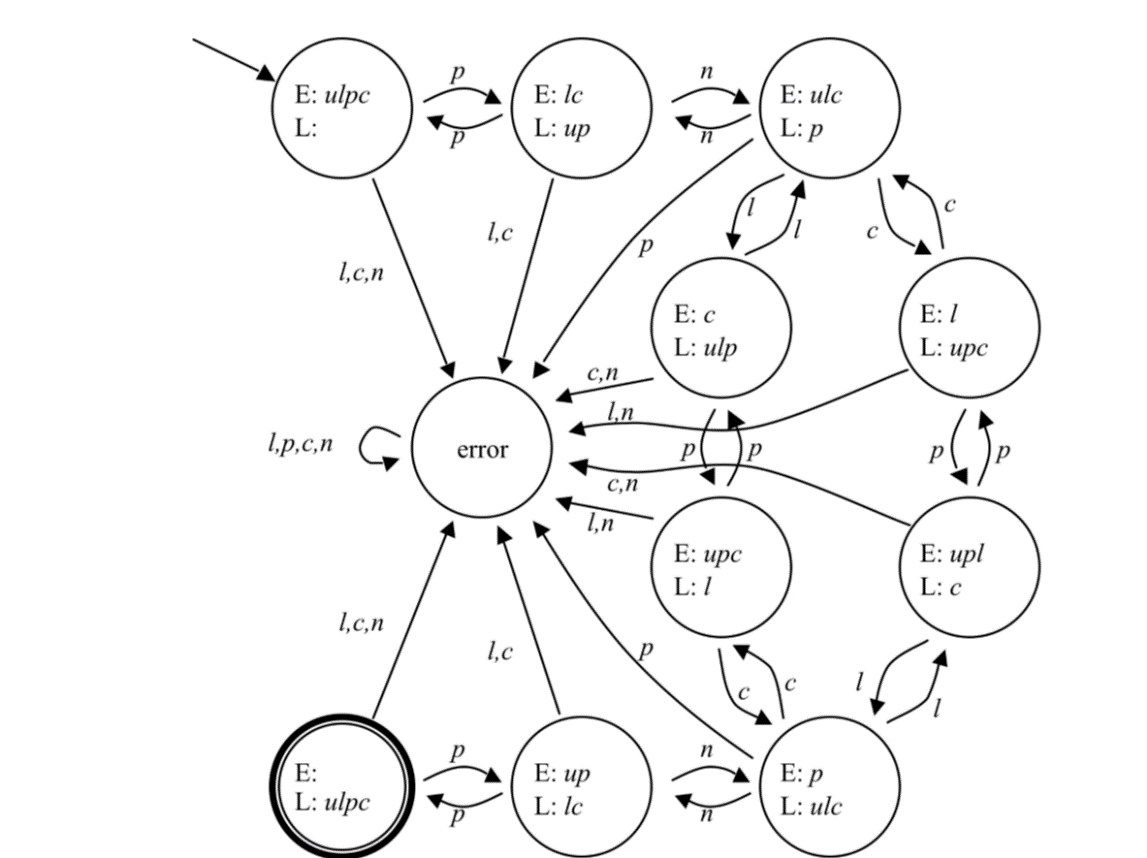 p
n
E: ulpc
L:
E: lc
L: up
E: ulc
L: p
p
n
l,c
p
l
l
c
c
l,c,n
E: c
L: ulp
E: l
L: upc
c,n
l,n
l,p,c,n
error
p
p
p
p
c,n
l,n
E: upc
L: l
E: upl
L: c
l,c,n
l,c
p
c
c
l
l
p
n
E:
L: ulpc
E: up
L: lc
E: p
L: ulc
p
n